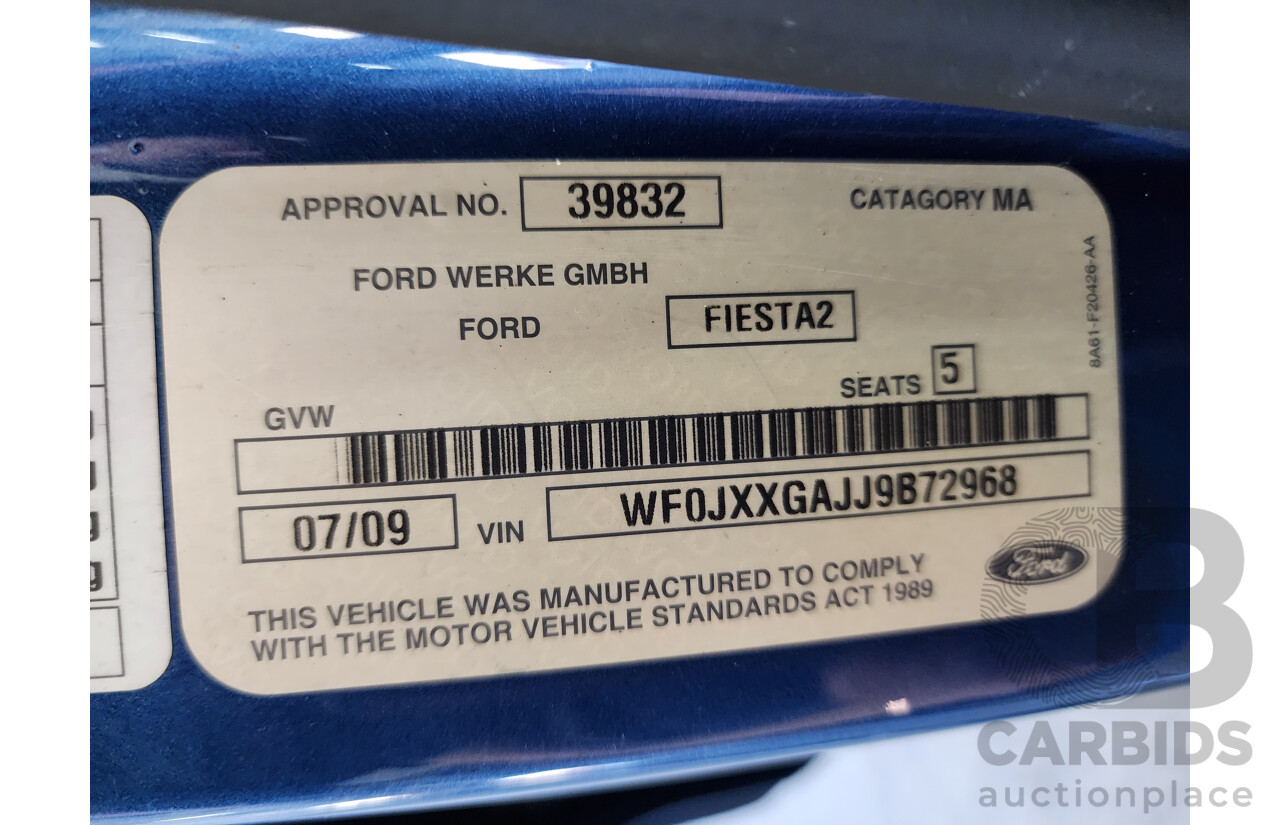 APPROVAL NO. 39832 CATAGORY MA
FORD WERKE GMBH
FORD FIESTA2
8A61-F20426-AA
SEATS 5
GVW
07/09 VIN WF0JXXGAJJ9B72968
THIS VEHICLE WAS MANUFACTURED TO COMPLY
WITH THE MOTOR VEHICLE STANDARDS ACT 1989
Ford
B
CARBIDS
auctionplace